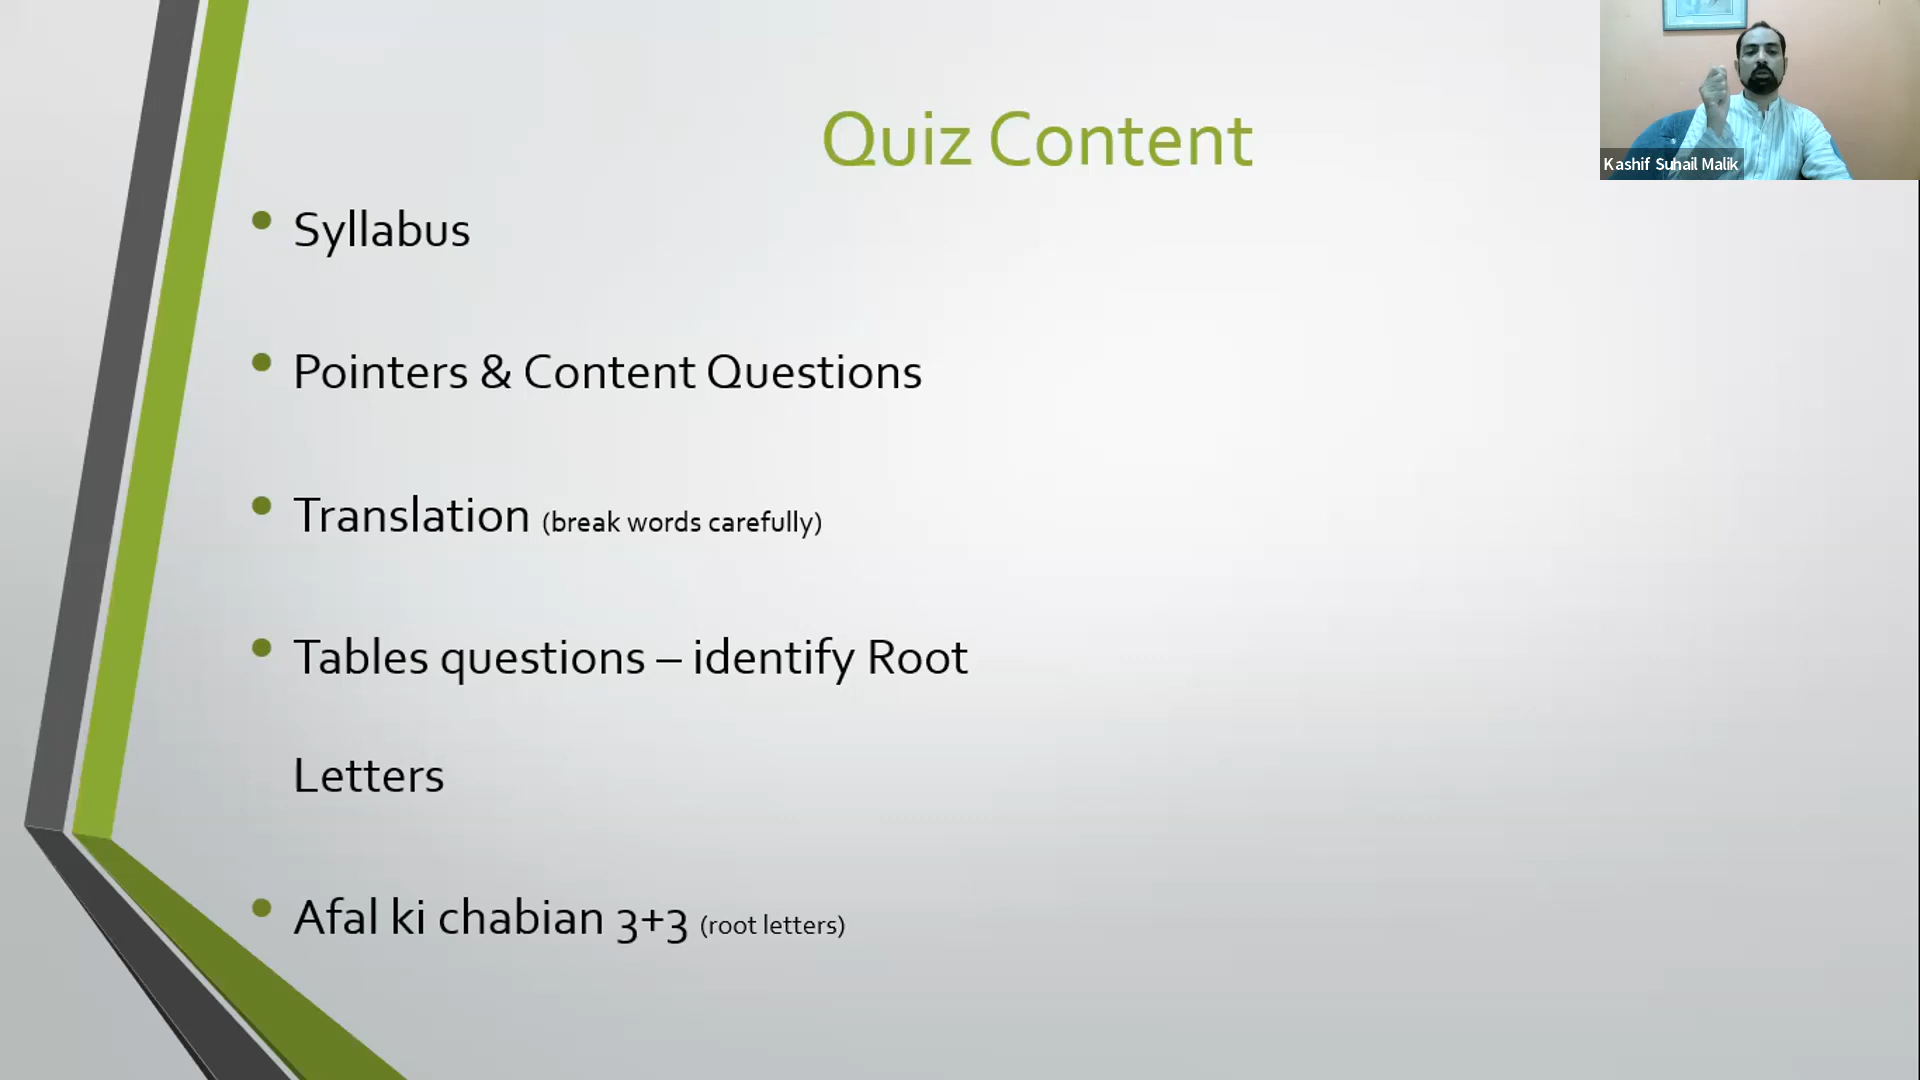 Quiz Content
Kashif Suhail Malik
• Syllabus
• Pointers & Content Questions
• Translation (break words carefully)
• Tables questions – identify Root
Letters
• Afal ki chabian 3+3 (root letters)